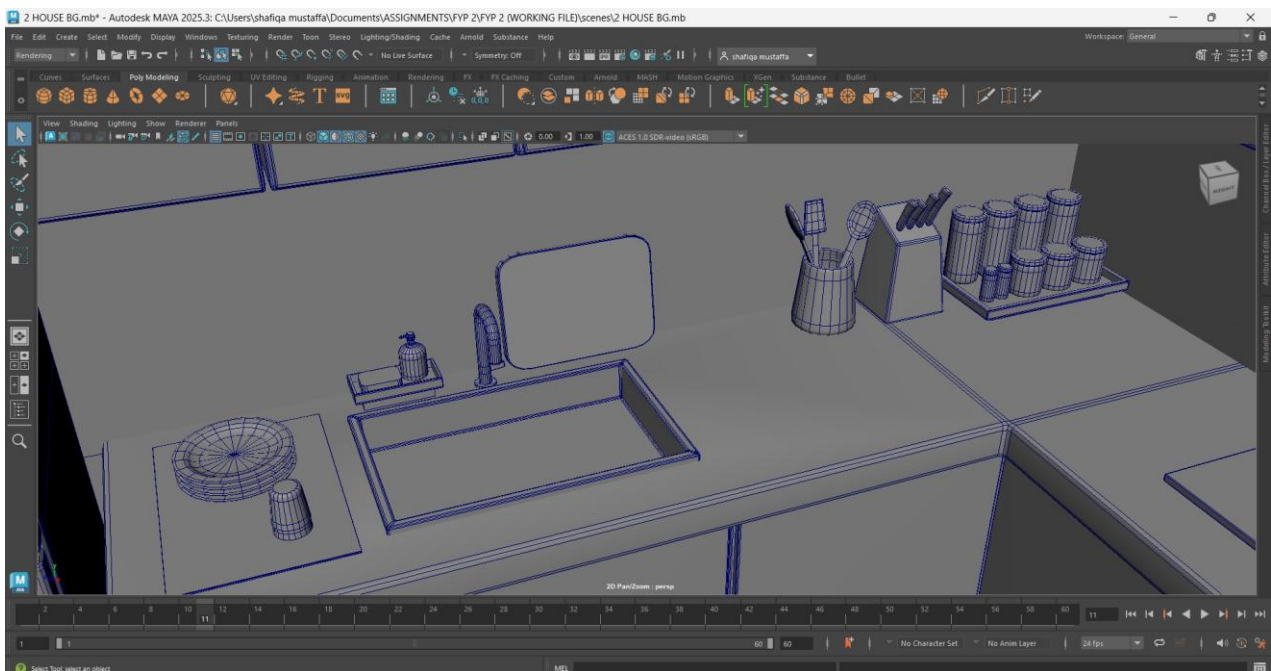 2 HOUSE BG.mb* - Autodesk MAYA 2025.3: C:\Users\shafiqa mustaffa\Documents\ASSIGNMENTS\FYP 2\FYP 2 (WORKING FILE)\scenes\2 HOUSE BG.mb
File Edit Create Select Modify Display Windows Texturing Render Toon Stereo Lighting/Shading Cache Arnold Substance Help
Workspace: General
Rendering No Live Surface Symmetry: Off shafiqa mustaffa
Curves Surfaces Poly Modeling Sculpting UV Editing Rigging Animation Rendering FX FX Caching Custom Arnold MASH Motion Graphics XGen Substance Bullet
T SVG
View Shading Lighting Show Renderer Panels
0.00 1.00 ACES 1.0 SDR-video (sRGB)
Channel Box / Layer Editor
Attribute Editor
Modeling Toolkit
2D Pan/Zoom : persp
M
2 4 6 8 10 12 14 16 18 20 22 24 26 28 30 32 34 36 38 40 42 44 46 48 50 52 54 56 58 60
11
11
1 1 60 60 No Character Set No Anim Layer 24 fps
Select Tool: select an object
MEL